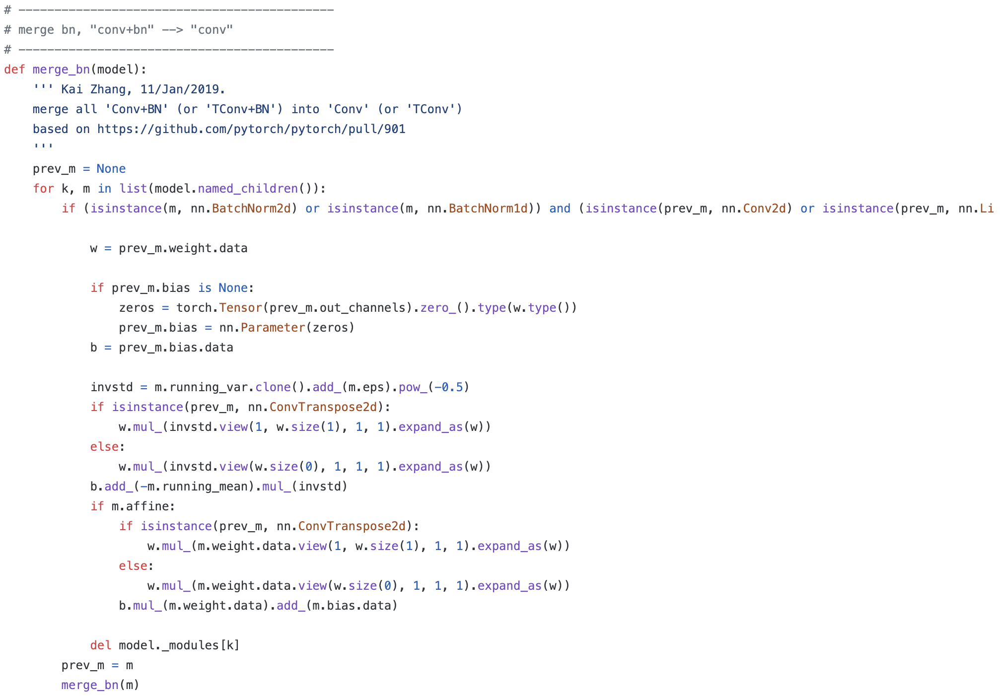 # --------------------------------------------
# merge bn, "conv+bn" --> "conv"
# --------------------------------------------
def merge_bn(model):
    ''' Kai Zhang, 11/Jan/2019.
    merge all 'Conv+BN' (or 'TConv+BN') into 'Conv' (or 'TConv')
    based on https://github.com/pytorch/pytorch/pull/901
    '''
    prev_m = None
    for k, m in list(model.named_children()):
        if (isinstance(m, nn.BatchNorm2d) or isinstance(m, nn.BatchNorm1d)) and (isinstance(prev_m, nn.Conv2d) or isinstance(prev_m, nn.Li
            w = prev_m.weight.data
            if prev_m.bias is None:
                zeros = torch.Tensor(prev_m.out_channels).zero_().type(w.type())
                prev_m.bias = nn.Parameter(zeros)
            b = prev_m.bias.data
            invstd = m.running_var.clone().add_(m.eps).pow_(-0.5)
            if isinstance(prev_m, nn.ConvTranspose2d):
                w.mul_(invstd.view(1, w.size(1), 1, 1).expand_as(w))
            else:
                w.mul_(invstd.view(w.size(0), 1, 1, 1).expand_as(w))
            b.add_(-m.running_mean).mul_(invstd)
            if m.affine:
                if isinstance(prev_m, nn.ConvTranspose2d):
                    w.mul_(m.weight.data.view(1, w.size(1), 1, 1).expand_as(w))
                else:
                    w.mul_(m.weight.data.view(w.size(0), 1, 1, 1).expand_as(w))
                b.mul_(m.weight.data).add_(m.bias.data)
            del model._modules[k]
        prev_m = m
        merge_bn(m)